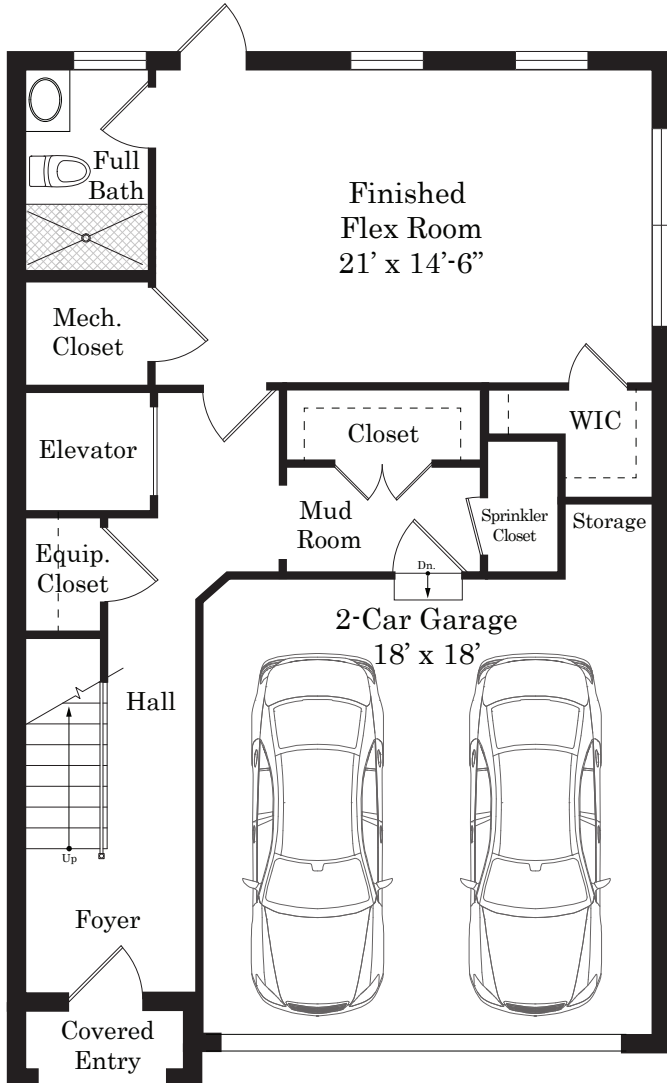 Full
Bath
Finished
Flex Room
21’ x 14’-6”
Mech.
Closet
WIC
Closet
Elevator
Mud
Room
Sprinkler
Closet
Storage
Equip.
Closet
Dn.
2-Car Garage
18’ x 18’
Hall
Up
Foyer
Covered
Entry